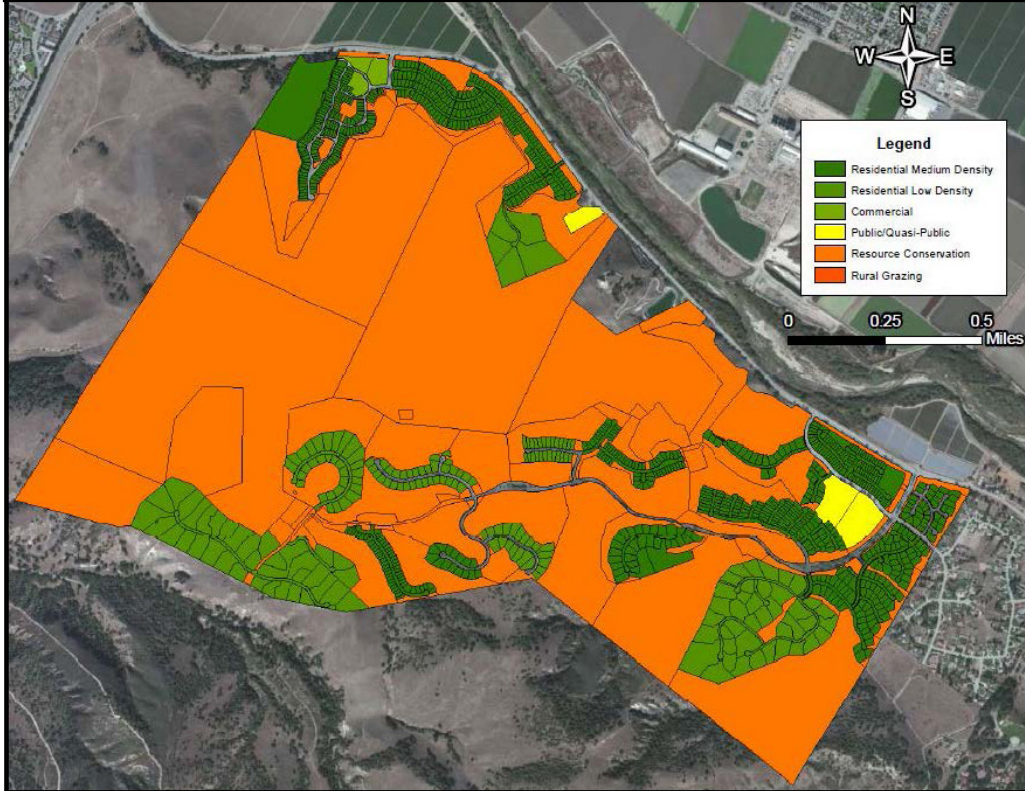 N
W E
S
Legend
Residential Medium Density
Residential Low Density
Commercial
Public/Quasi-Public
Resource Conservation
Rural Grazing
0 0.25 0.5
Miles